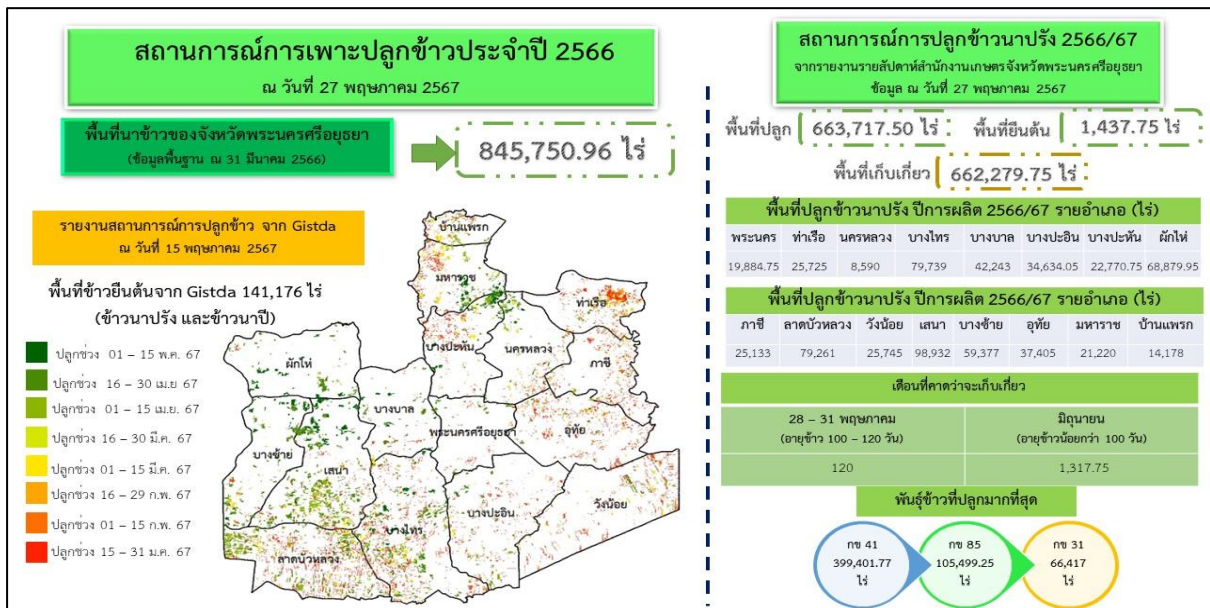 สถานการณ์การเพาะปลูกข้าวประจำปี 2566
ณ วันที่ 27 พฤษภาคม 2567
พื้นที่นาข้าวของจังหวัดพระนครศรีอยุธยา
(ข้อมูลพื้นฐาน ณ 31 มีนาคม 2566)
845,750.96 ไร่
รายงานสถานการณ์การปลูกข้าว จาก Gistda
ณ วันที่ 15 พฤษภาคม 2567
พื้นที่ข้าวยืนต้นจาก Gistda 141,176 ไร่
(ข้าวนาปรัง และข้าวนาปี)
ปลูกช่วง 01 – 15 พ.ค. 67
ปลูกช่วง 16 – 30 เม.ย 67
ปลูกช่วง 01 – 15 เม.ย. 67
ปลูกช่วง 16 – 30 มี.ค. 67
ปลูกช่วง 01 – 15 มี.ค. 67
ปลูกช่วง 16 – 29 ก.พ. 67
ปลูกช่วง 01 – 15 ก.พ. 67
ปลูกช่วง 15 – 31 ม.ค. 67
บ้านแพรก
มหาราช
ท่าเรือ
บางปะหัน
นครหลวง
ภาชี
ผักไห่
บางบาล
พระนครศรีอยุธยา
อุทัย
บางซ้าย
เสนา
บางปะอิน
วังน้อย
บางไทร
ลาดบัวหลวง
สถานการณ์การปลูกข้าวนาปรัง 2566/67
จากรายงานรายสัปดาห์สำนักงานเกษตรจังหวัดพระนครศรีอยุธยา
ข้อมูล ณ วันที่ 27 พฤษภาคม 2567
พื้นที่ปลูก 663,717.50 ไร่ พื้นที่ยืนต้น 1,437.75 ไร่
พื้นที่เก็บเกี่ยว 662,279.75 ไร่
พื้นที่ปลูกข้าวนาปรัง ปีการผลิต 2566/67 รายอำเภอ (ไร่)
พระนคร ท่าเรือ นครหลวง บางไทร บางบาล บางปะอิน บางปะหัน ผักไห่
19,884.75 25,725 8,590 79,739 42,243 34,634.05 22,770.75 68,879.95
พื้นที่ปลูกข้าวนาปรัง ปีการผลิต 2566/67 รายอำเภอ (ไร่)
ภาชี ลาดบัวหลวง วังน้อย เสนา บางซ้าย อุทัย มหาราช บ้านแพรก
25,133 79,261 25,745 98,932 59,377 37,405 21,220 14,178
เดือนที่คาดว่าจะเก็บเกี่ยว
28 – 31 พฤษภาคม มิถุนายน
(อายุข้าว 100 – 120 วัน) (อายุข้าวน้อยกว่า 100 วัน)
120 1,317.75
พันธุ์ข้าวที่ปลูกมากที่สุด
กข 41 กข 85 กข 31
399,401.77 105,499.25 66,417
ไร่ ไร่ ไร่